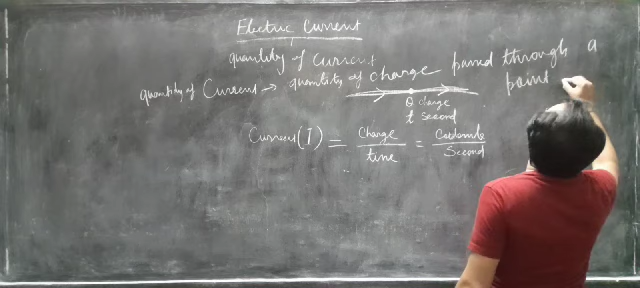 Electric Current
quantity of current
quantity of Current → quantity of charge passed through a
point
Q charge
t second
Current (I) = Charge / time = Coulomb / Second